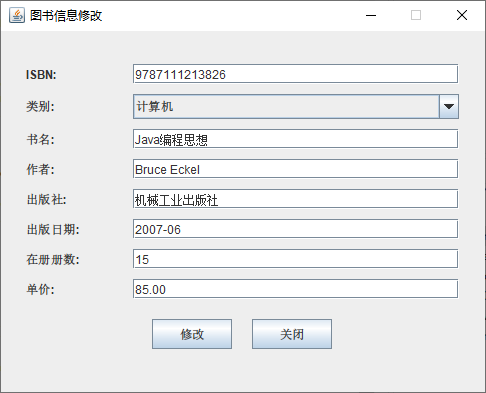 图书信息修改
ISBN: 9787111213826
类别: 计算机
书名: Java编程思想
作者: Bruce Eckel
出版社: 机械工业出版社
出版日期: 2007-06
在册册数: 15
单价: 85.00
修改 关闭